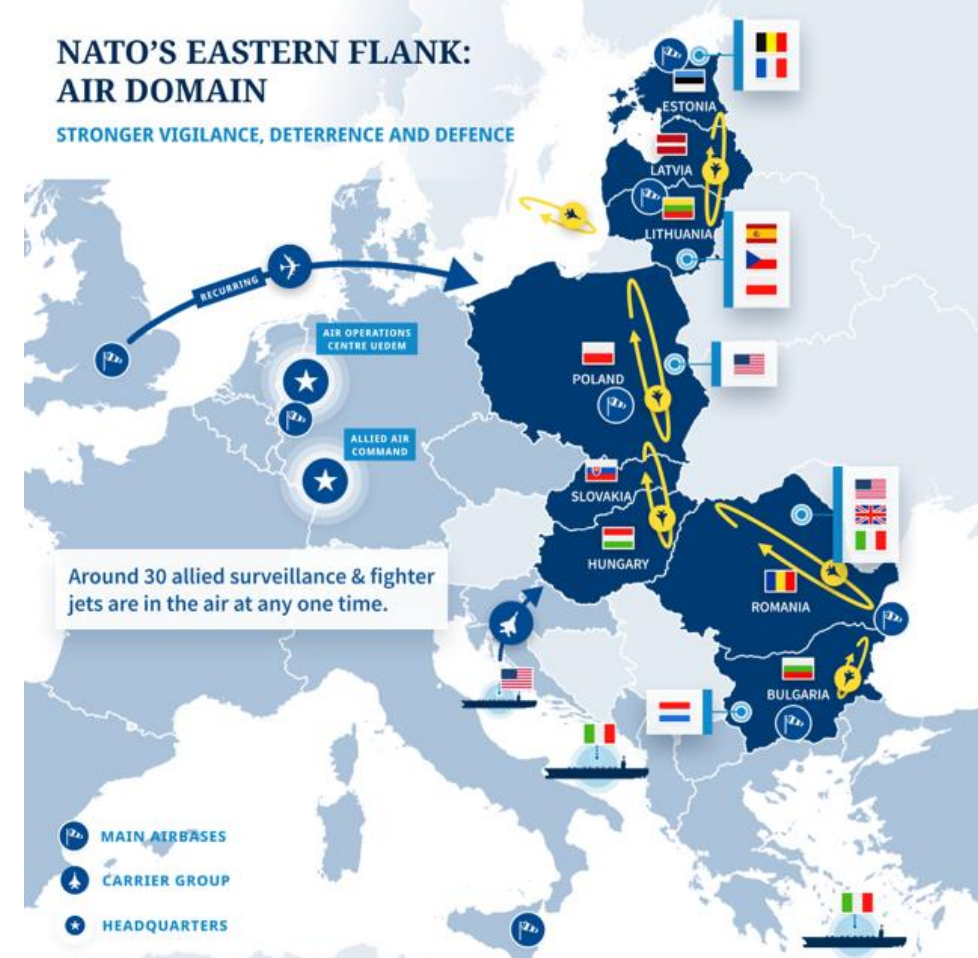 NATO'S EASTERN FLANK:
AIR DOMAIN
STRONGER VIGILANCE, DETERRENCE AND DEFENCE
ESTONIA
LATVIA
LITHUANIA
RECURRING
AIR OPERATIONS
CENTRE UEDEM
POLAND
ALLIED AIR
COMMAND
SLOVAKIA
HUNGARY
Around 30 allied surveillance & fighter
jets are in the air at any one time.
ROMANIA
BULGARIA
MAIN AIRBASES
CARRIER GROUP
HEADQUARTERS